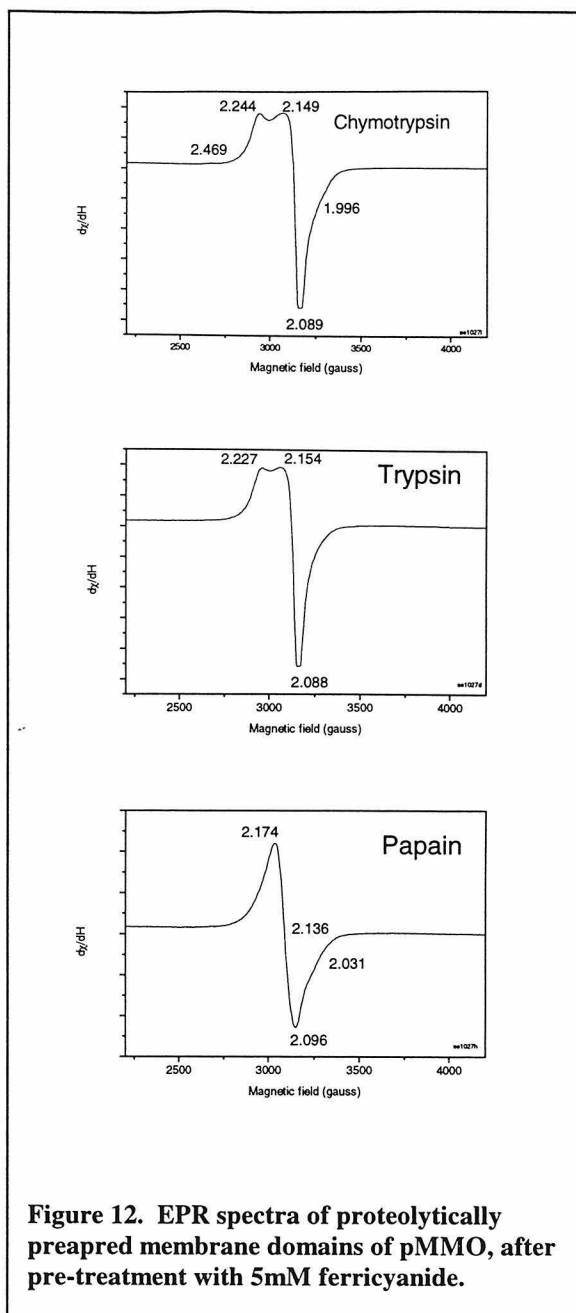 2.244 2.149
Chymotrypsin
2.469
1.996
2.089
dχ/dH
se1027l
2500 3000 3500 4000
Magnetic field (gauss)
2.227 2.154
Trypsin
2.088
dχ/dH
se1027d
2500 3000 3500 4000
Magnetic field (gauss)
2.174
Papain
2.136
2.031
2.096
dχ/dH
se1027h
2500 3000 3500 4000
Magnetic field (gauss)
Figure 12. EPR spectra of proteolytically
preapred membrane domains of pMMO, after
pre-treatment with 5mM ferricyanide.